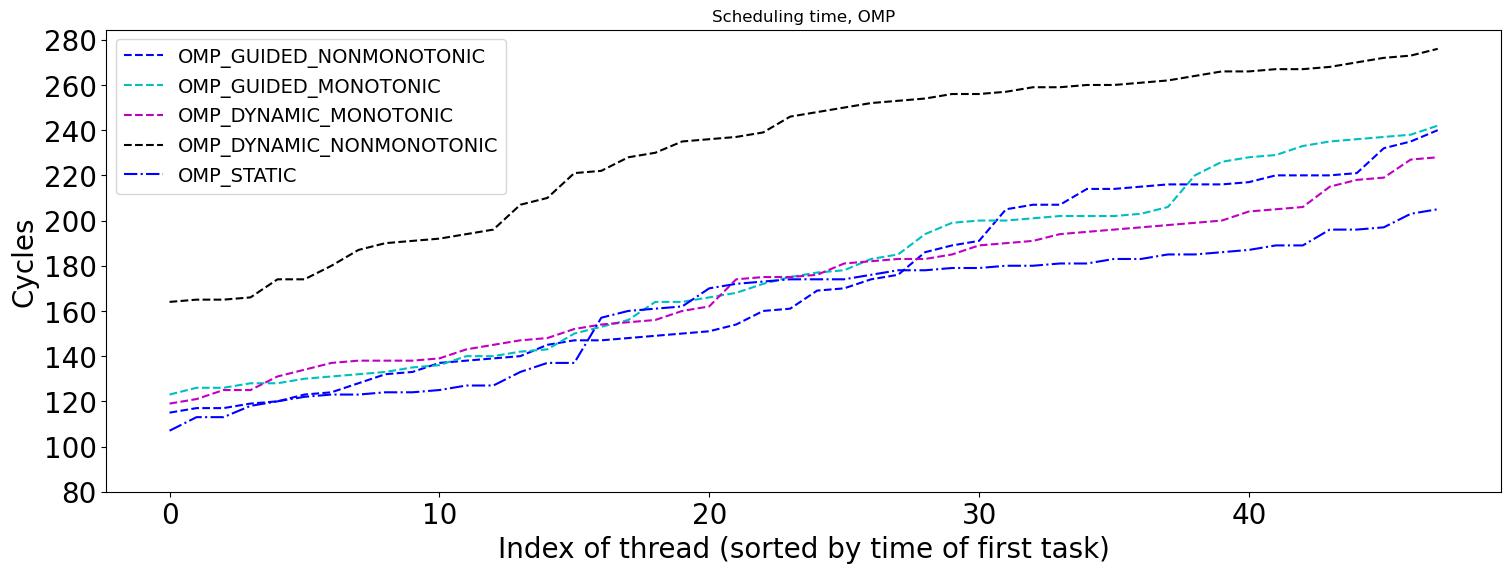 Scheduling time, OMP
280
260
240
220
200
180
160
140
120
100
80
Cycles
OMP_GUIDED_NONMONOTONIC
OMP_GUIDED_MONOTONIC
OMP_DYNAMIC_MONOTONIC
OMP_DYNAMIC_NONMONOTONIC
OMP_STATIC
0 10 20 30 40
Index of thread (sorted by time of first task)